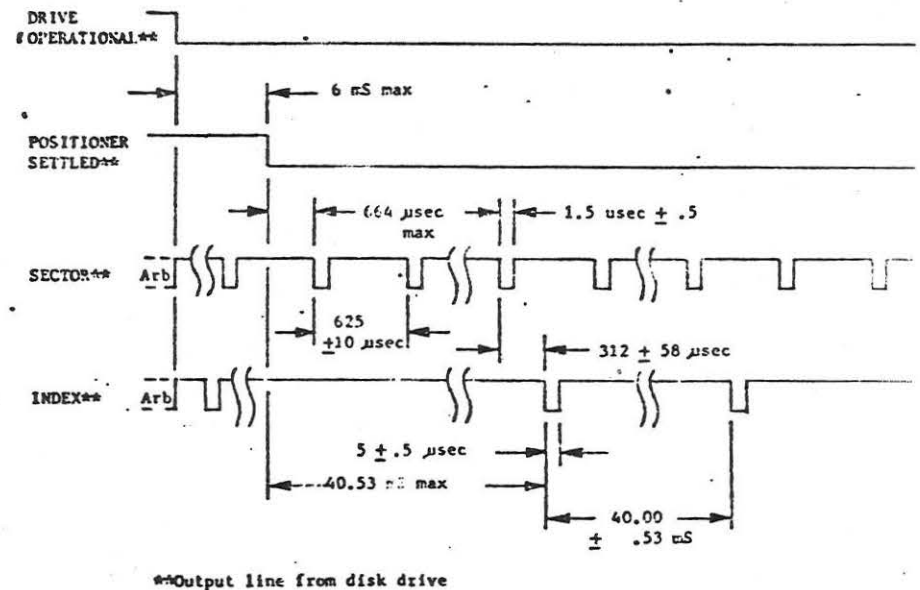 DRIVE
OPERATIONAL**
6 mS max
POSITIONER
SETTLED**
664 µsec
max
1.5 usec ± .5
SECTOR**
Arb
625
±10 µsec
312 ± 58 µsec
INDEX**
Arb
5 ± .5 µsec
40.53 mS max
40.00
± .53 mS
**Output line from disk drive